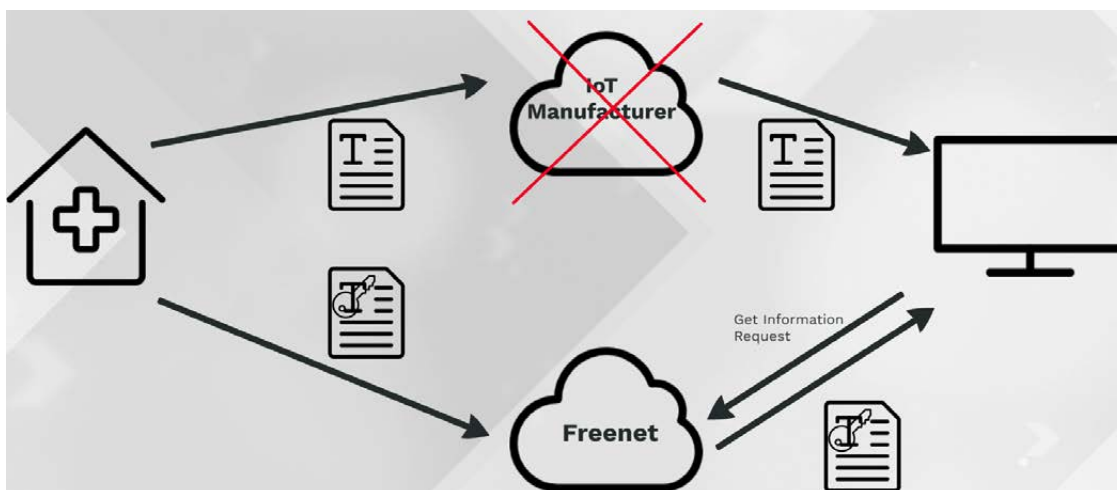 IoT
Manufacturer
T
T
T
Get Information
Request
Freenet
T